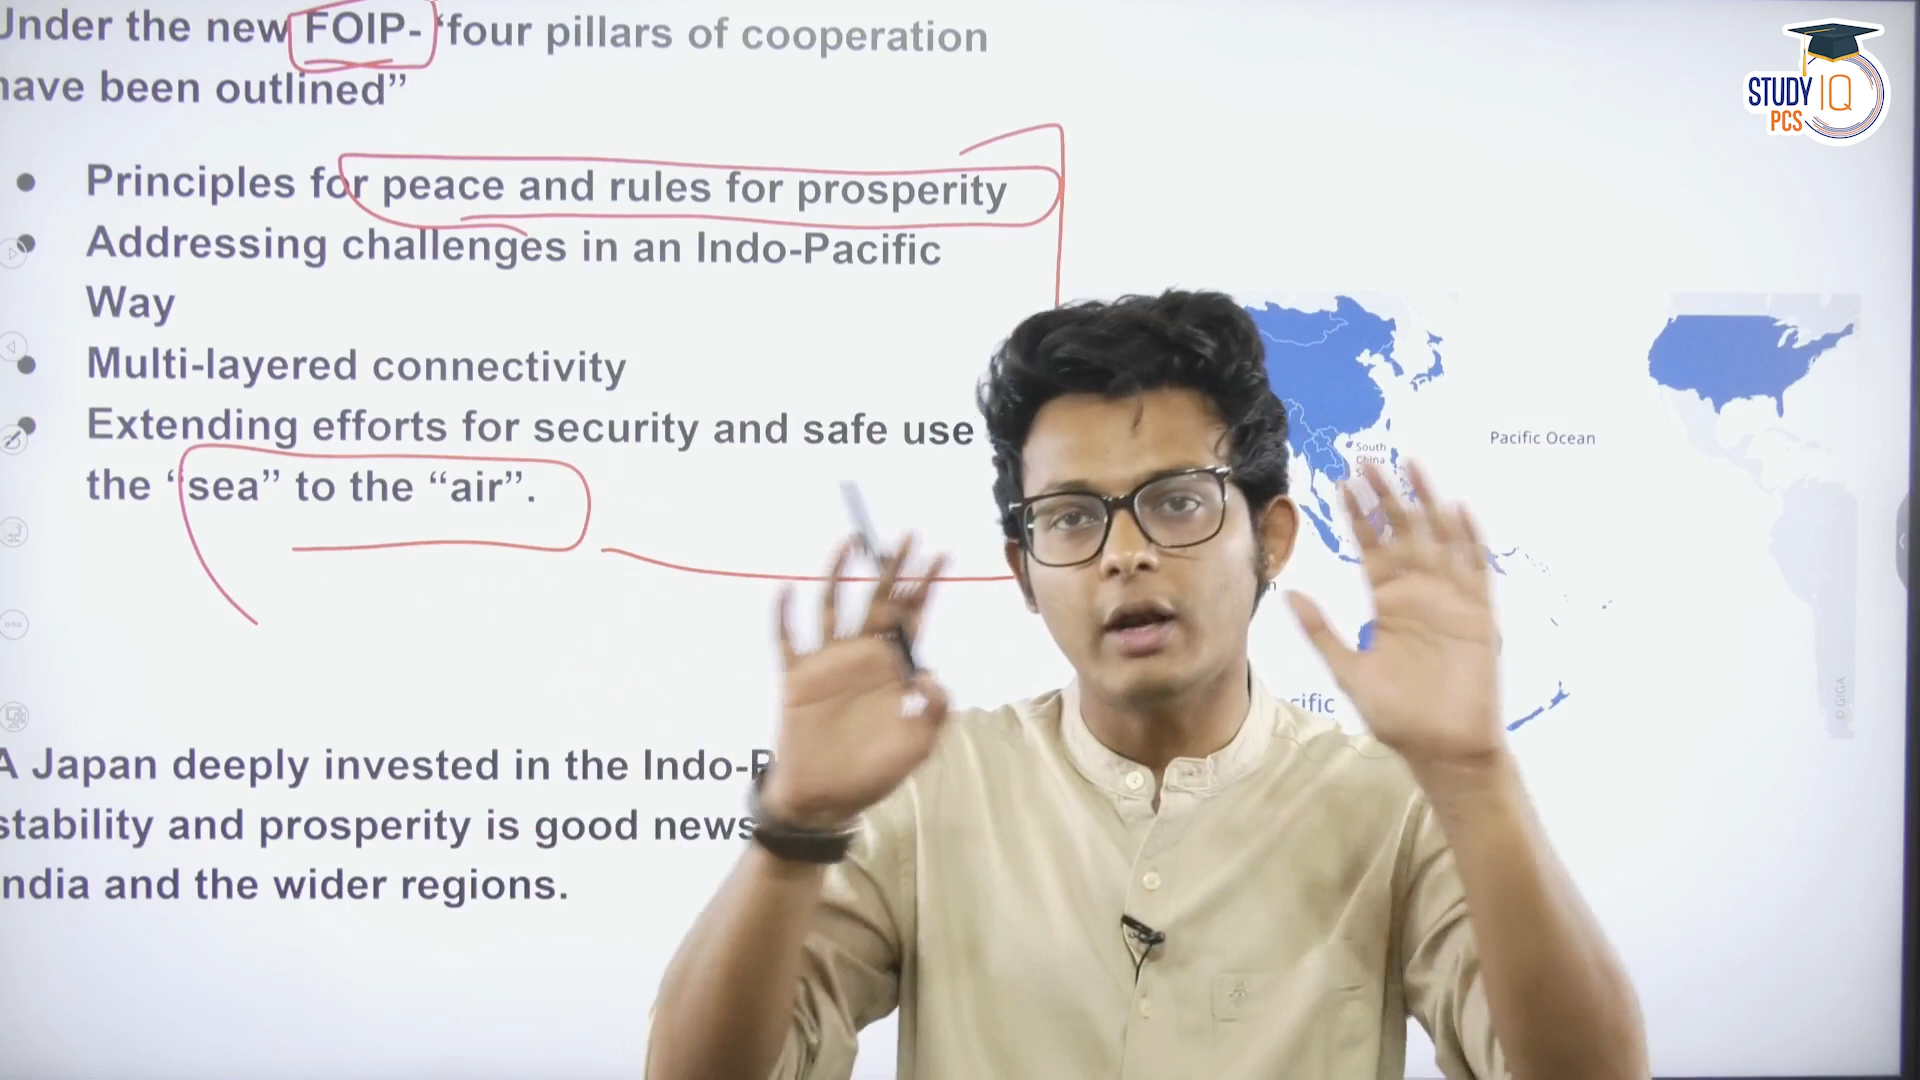 Under the new FOIP- “four pillars of cooperation
have been outlined”
Principles for peace and rules for prosperity
Addressing challenges in an Indo-Pacific
Way
Multi-layered connectivity
Extending efforts for security and safe use
the “sea” to the “air”.
A Japan deeply invested in the Indo-P
stability and prosperity is good news
India and the wider regions.
STUDY IQ
PCS
Pacific Ocean
South
China
cific
© GIGA